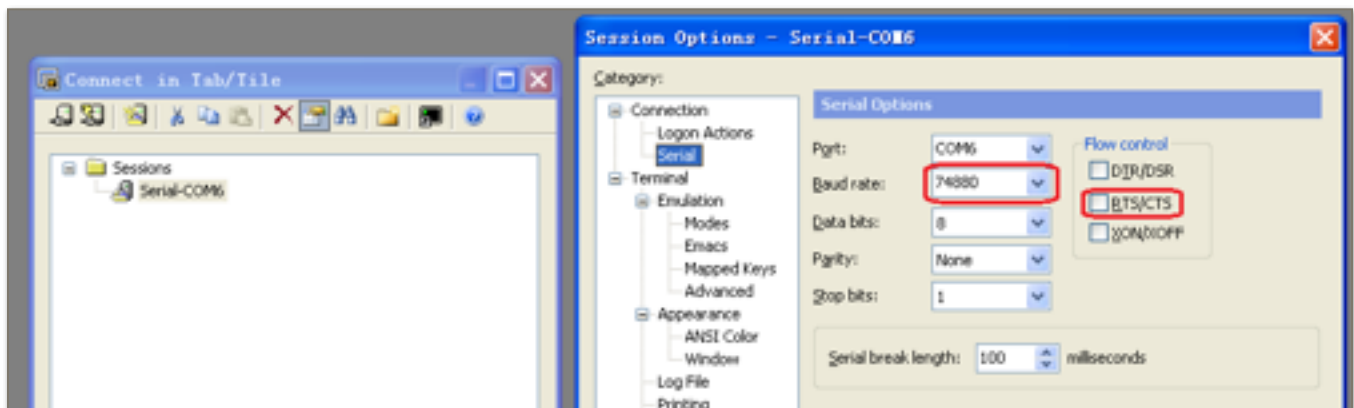 Connect in Tab/Tile
Sessions
Serial-COM6
Session Options - Serial-COM6
Category:
Connection
Logon Actions
Serial
Terminal
Emulation
Modes
Emacs
Mapped Keys
Advanced
Appearance
ANSI Color
Window
Log File
Printing
Serial Options
Port: COM6
Baud rate: 74880
Data bits: 8
Parity: None
Stop bits: 1
Flow control
DTR/DSR
RTS/CTS
XON/XOFF
Serial break length: 100 milliseconds